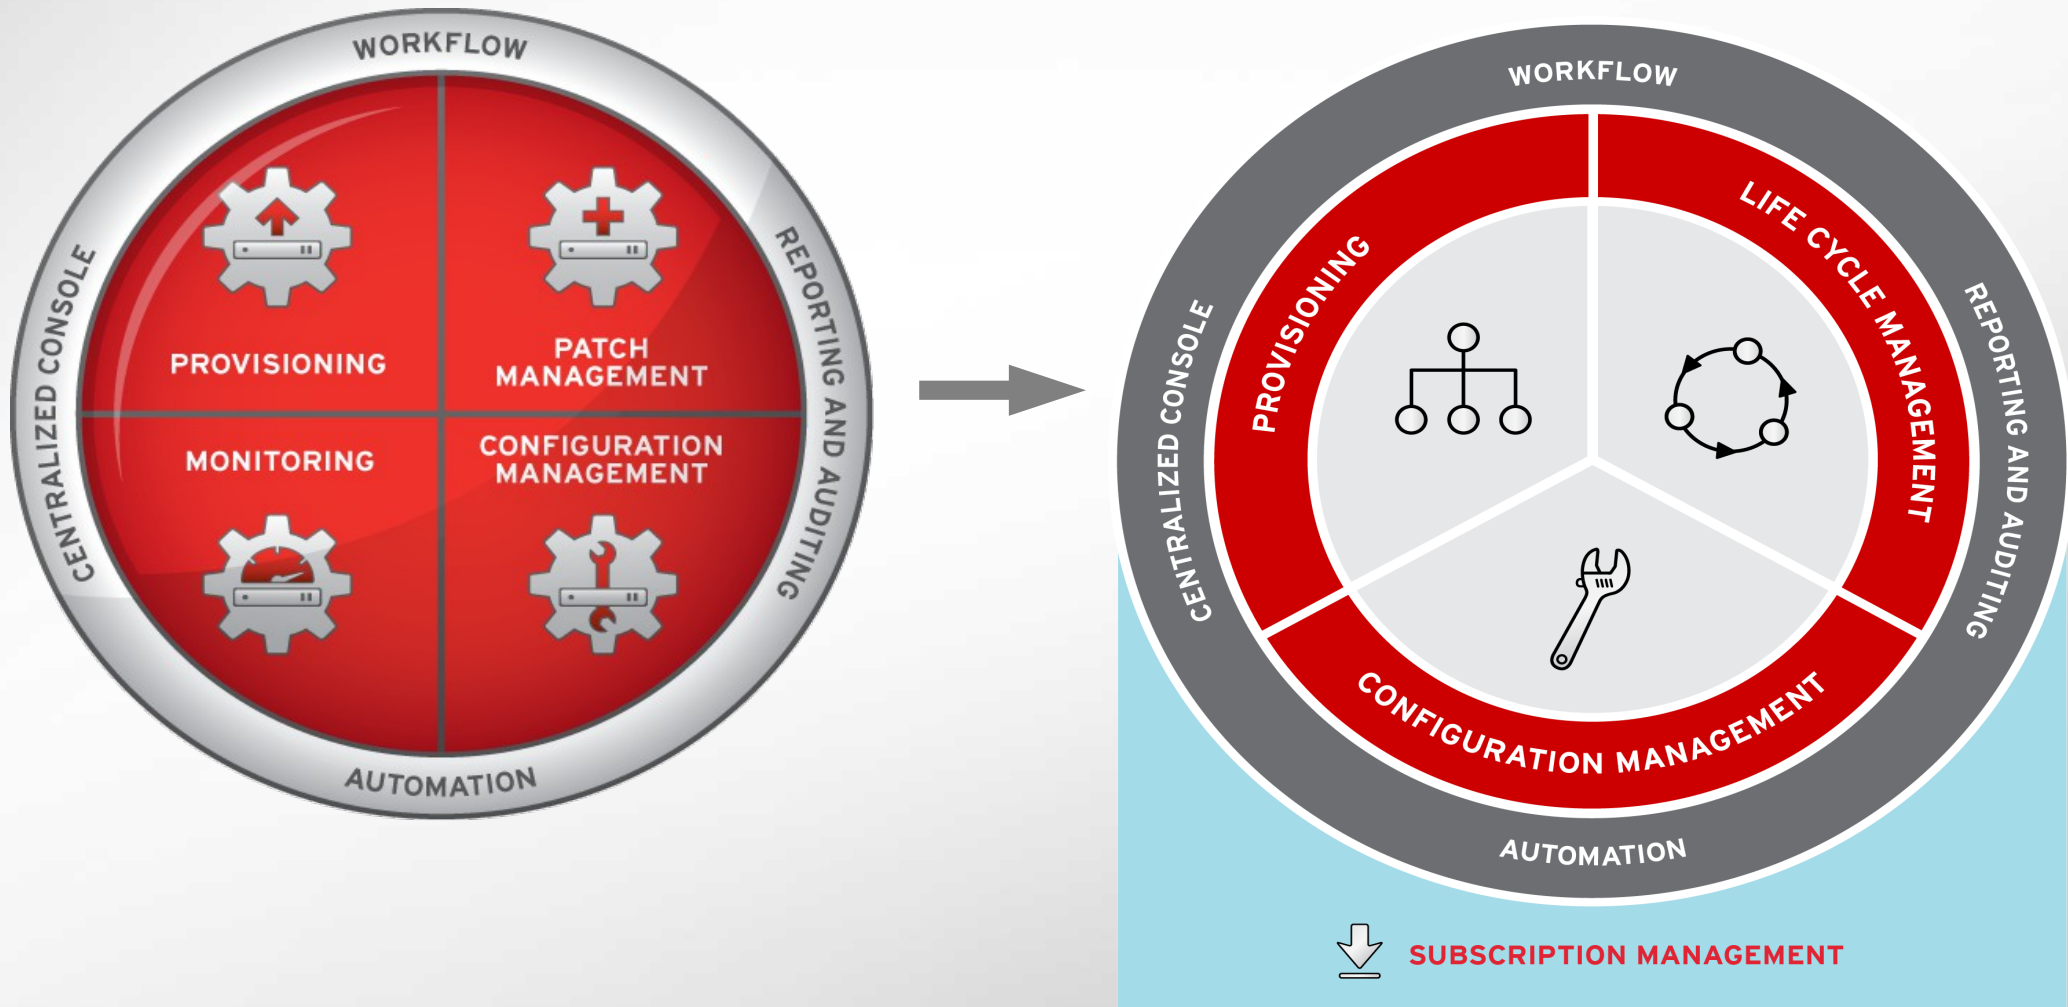 WORKFLOW
CENTRALIZED CONSOLE
REPORTING AND AUDITING
PROVISIONING
PATCH
MANAGEMENT
MONITORING
CONFIGURATION
MANAGEMENT
AUTOMATION
WORKFLOW
CENTRALIZED CONSOLE
REPORTING AND AUDITING
PROVISIONING
LIFE CYCLE MANAGEMENT
CONFIGURATION MANAGEMENT
AUTOMATION
SUBSCRIPTION MANAGEMENT